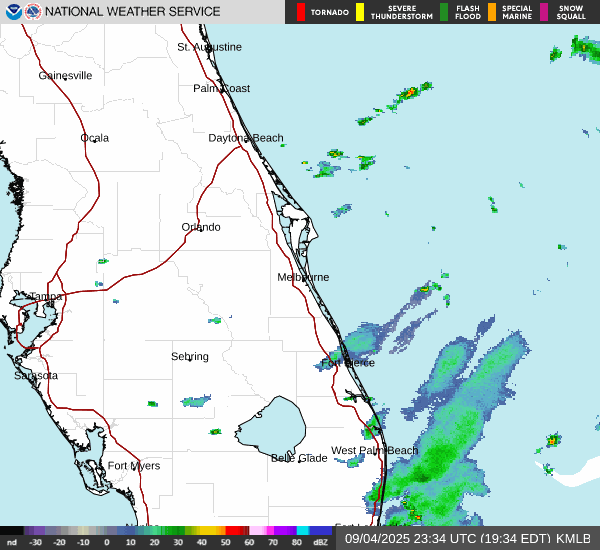 NATIONAL WEATHER SERVICE
TORNADO
SEVERE
THUNDERSTORM
FLASH
FLOOD
SPECIAL
MARINE
SNOW
SQUALL
St. Augustine
Gainesville
Palm Coast
Ocala
Daytona Beach
Orlando
Melbourne
Tampa
Sebring
Fort Pierce
Sarasota
West Palm Beach
Belle Glade
Fort Myers
nd -30 -20 -10 0 10 20 30 40 50 60 70 80 dBZ
09/04/2025 23:34 UTC (19:34 EDT) KMLB